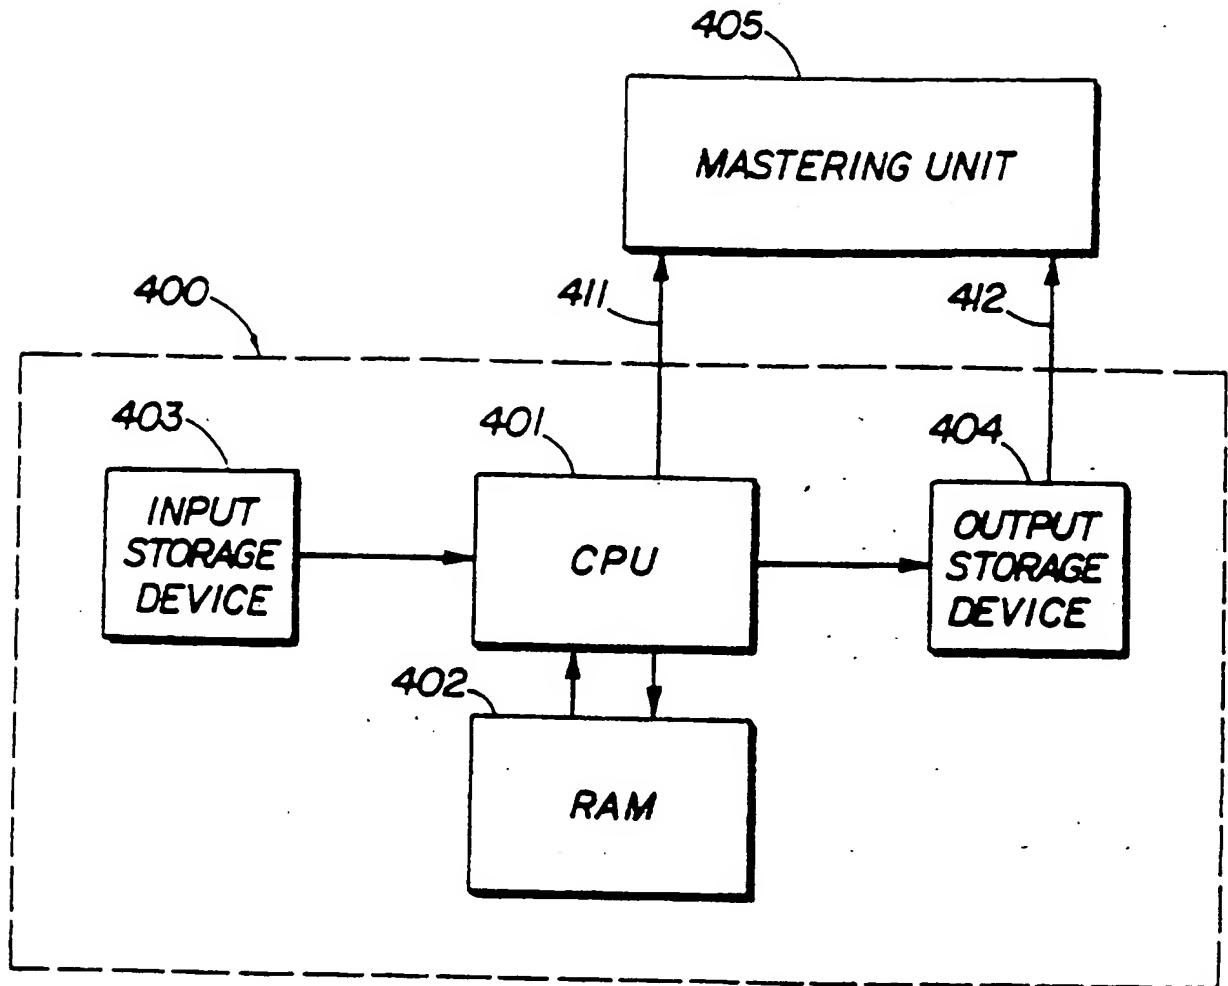 405
MASTERING UNIT
400
411
412
403
401
404
INPUT
STORAGE
DEVICE
CPU
OUTPUT
STORAGE
DEVICE
402
RAM